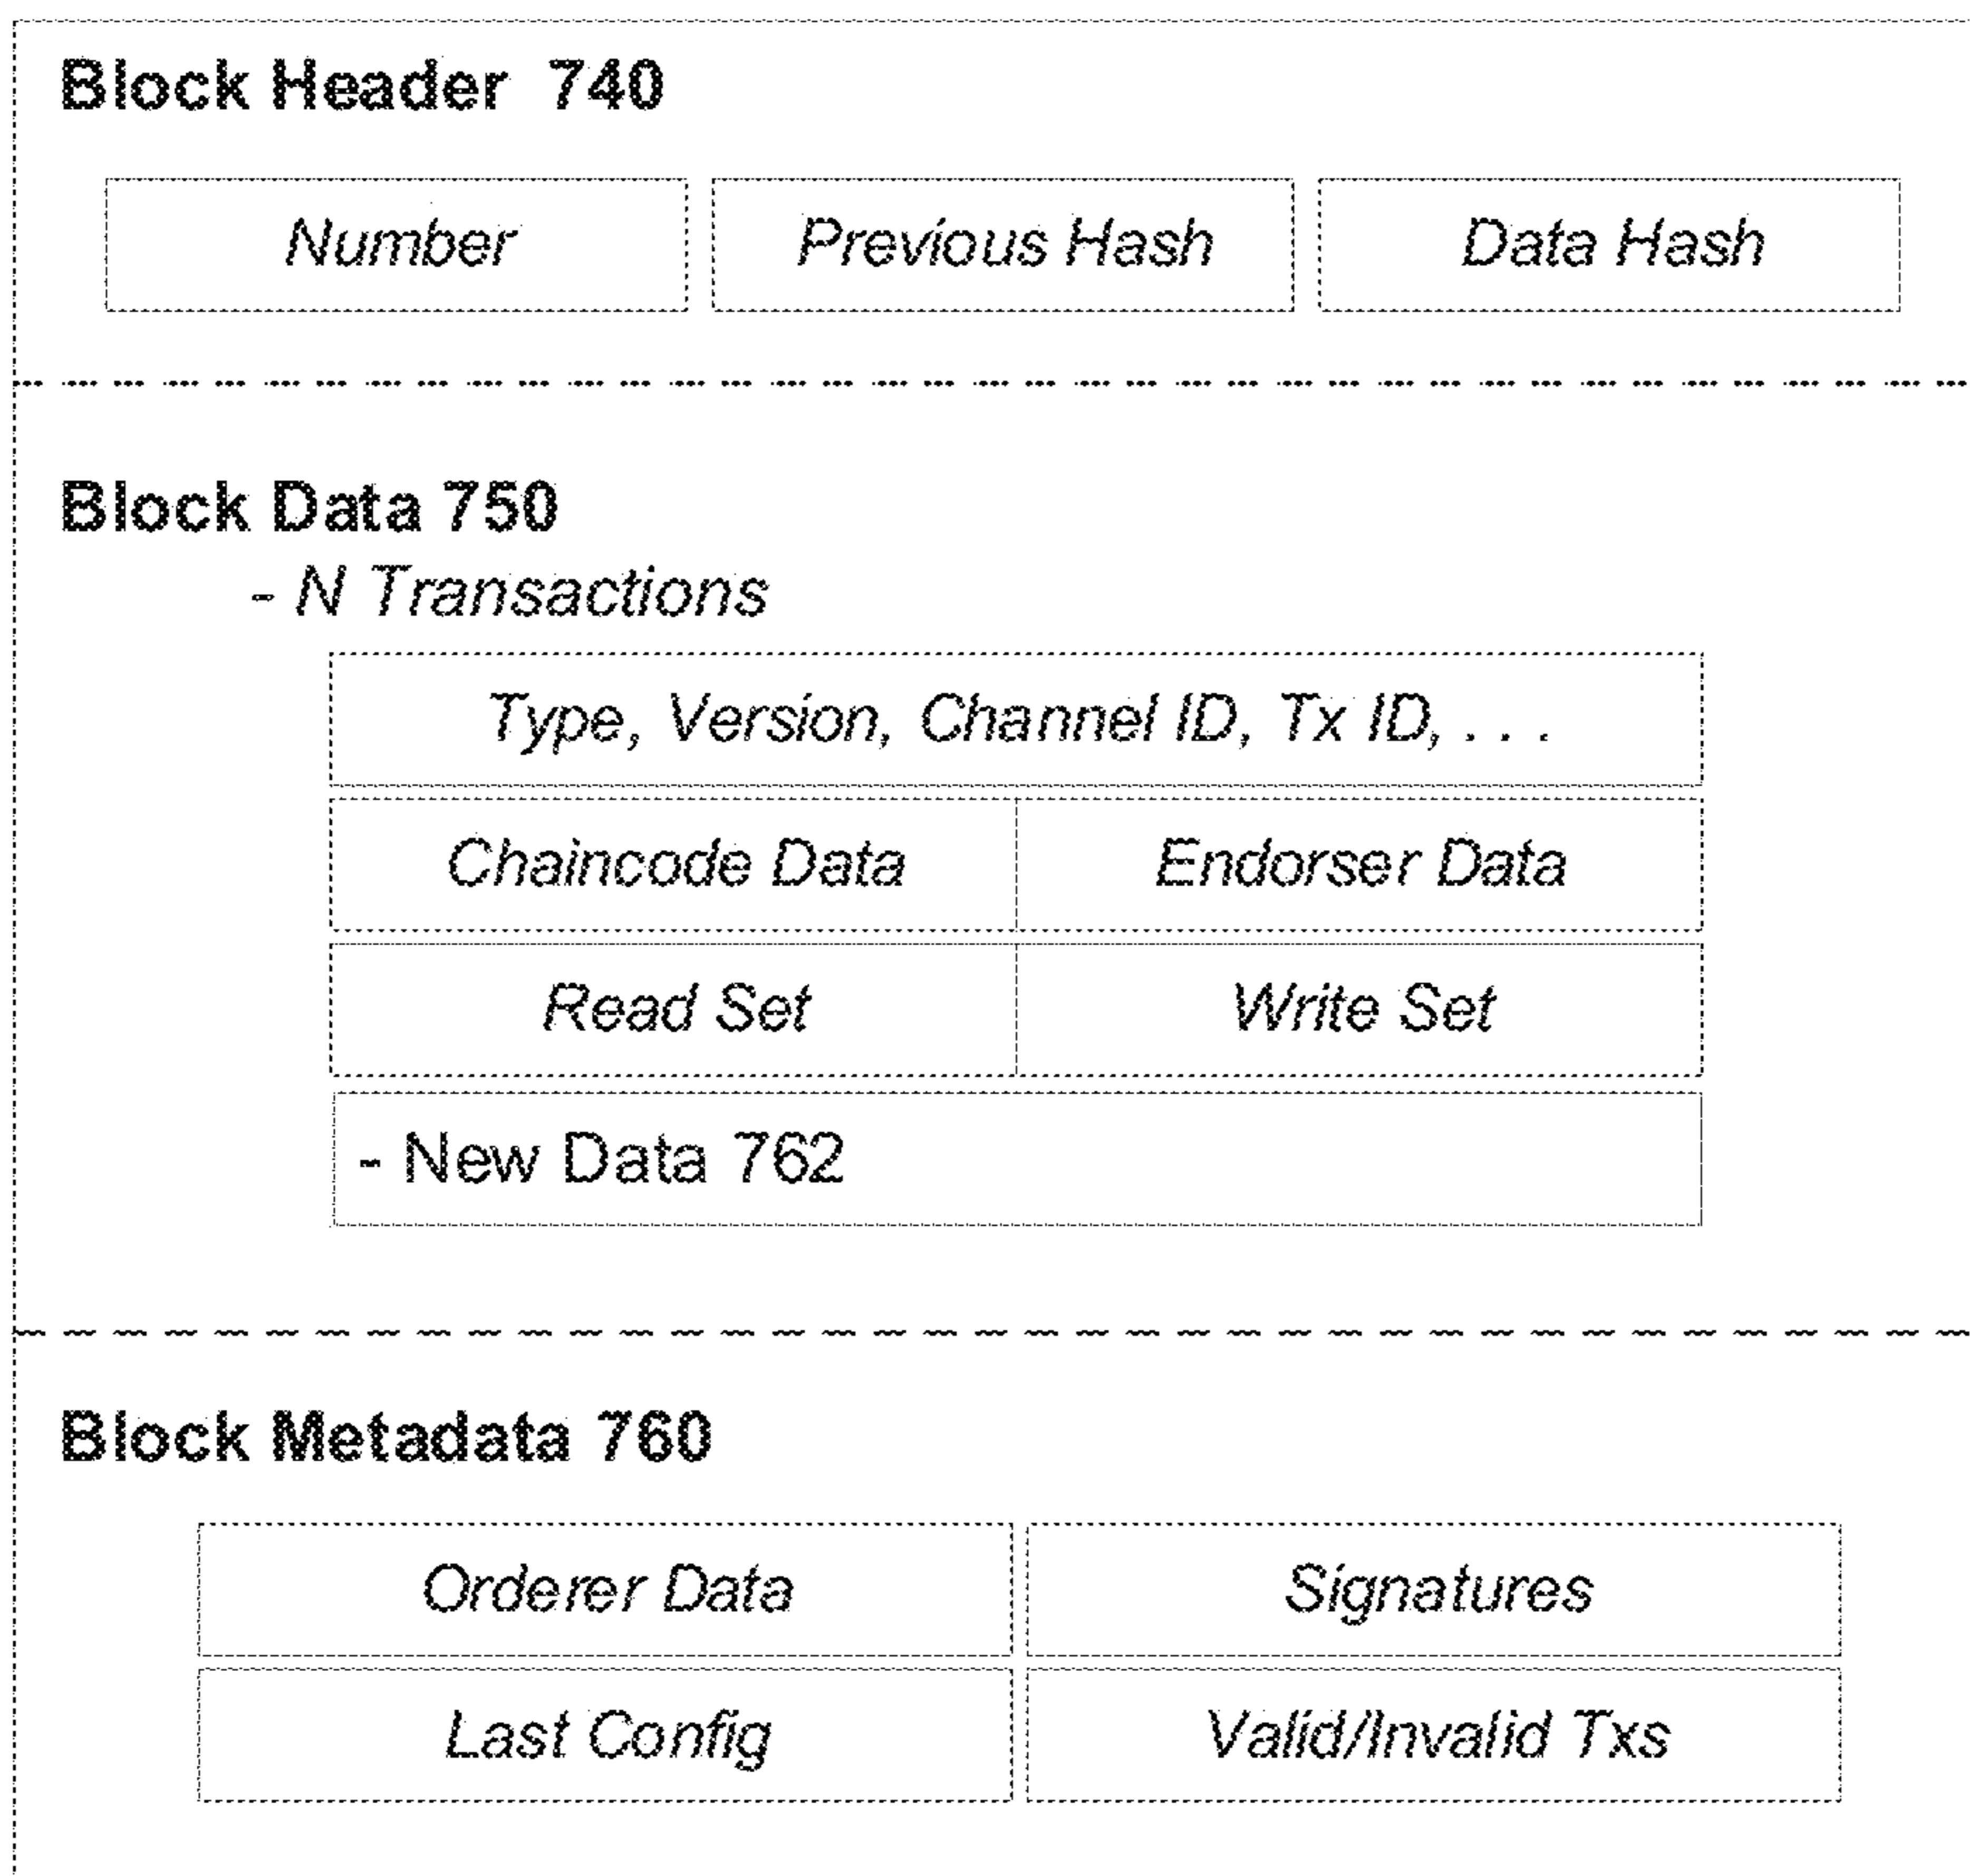 Block Header 740
Number Previous Hash Data Hash
Block Data 750
- N Transactions
Type, Version, Channel ID, Tx ID, . . .
Chaincode Data Endorser Data
Read Set Write Set
- New Data 762
Block Metadata 760
Orderer Data Signatures
Last Config Valid/Invalid Txs